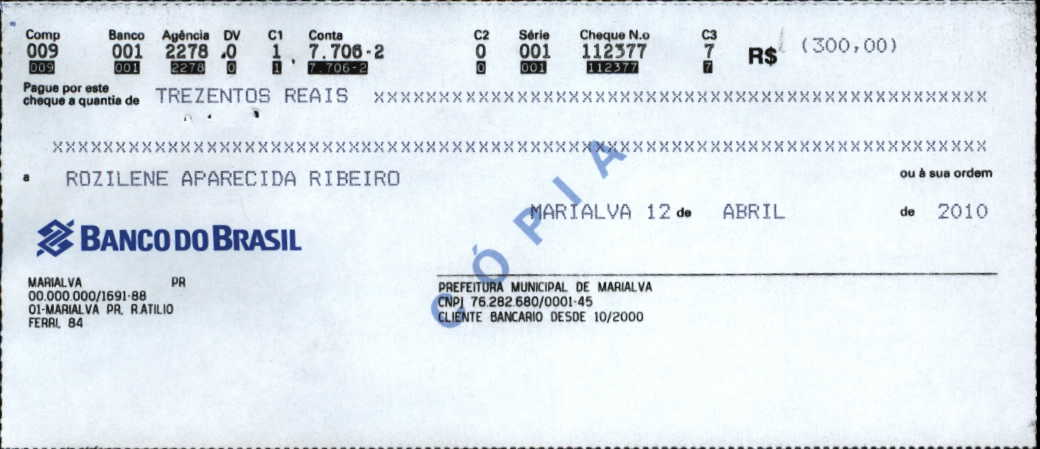 Comp Banco Agência DV C1 Conta C2 Série Cheque N.o C3
009 001 2278 .0 1 7.706-2 0 001 112377 7 R$ (300,00)
009 001 2278 0 1 7.706-2 0 001 112377 7
Pague por este
cheque a quantia de TREZENTOS REAIS XXXXXXXXXXXXXXXXXXXXXXXXXXXXXXXXXXXXXXXXXXXXXXX
XXXXXXXXXXXXXXXXXXXXXXXXXXXXXXXXXXXXXXXXXXXXXXXXXXXXXXXXXXXXXXXXXXXXXXXX
a ROZILENE APARECIDA RIBEIRO ou à sua ordem
MARIALVA 12 de ABRIL de 2010
BANCO DO BRASIL
CÓPIA
MARIALVA PR
00.000.000/1691-88
01-MARIALVA PR, R.ATILIO
FERRI, 84
PREFEITURA MUNICIPAL DE MARIALVA
CNPJ 76.282.680/0001-45
CLIENTE BANCARIO DESDE 10/2000